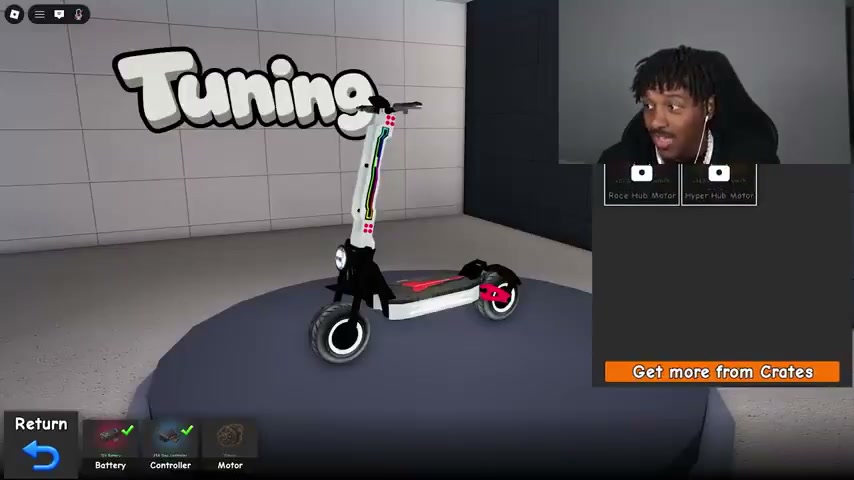 Tuning
Race Hub Motor
Hyper Hub Motor
Get more from Crates
Return
Battery
Controller
Motor